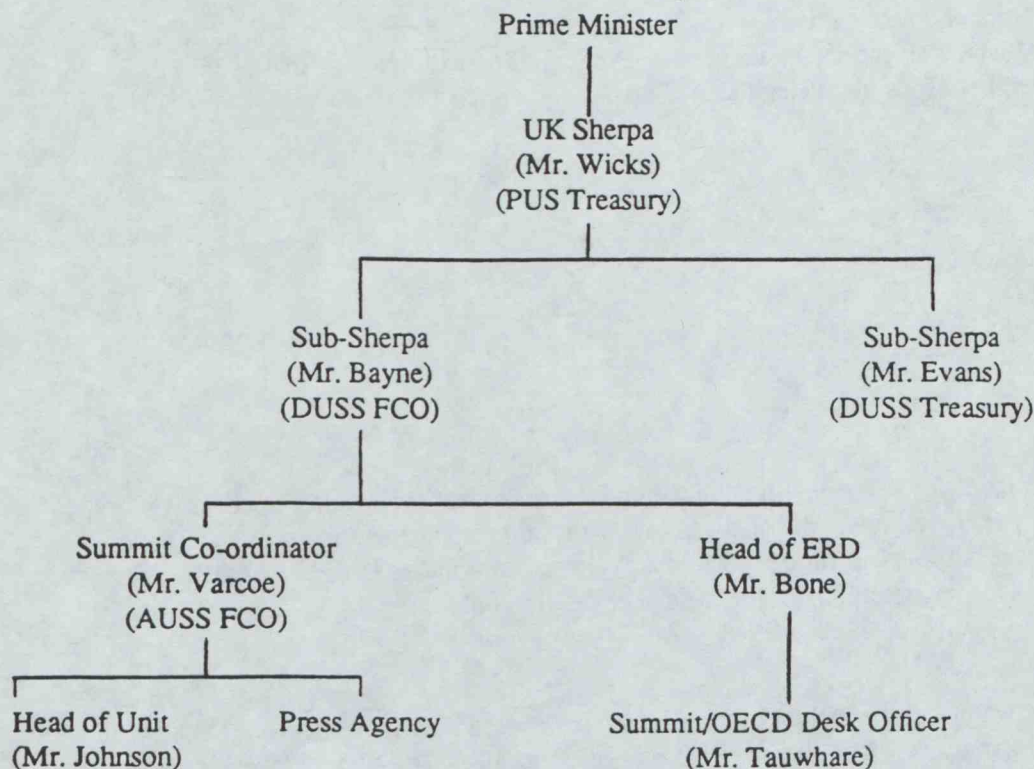 Prime Minister
UK Sherpa
(Mr. Wicks)
(PUS Treasury)
Sub-Sherpa
(Mr. Bayne)
(DUSS FCO)
Sub-Sherpa
(Mr. Evans)
(DUSS Treasury)
Summit Co-ordinator
(Mr. Varcoe)
(AUSS FCO)
Head of ERD
(Mr. Bone)
Head of Unit
(Mr. Johnson)
Press Agency
Summit/OECD Desk Officer
(Mr. Tauwhare)